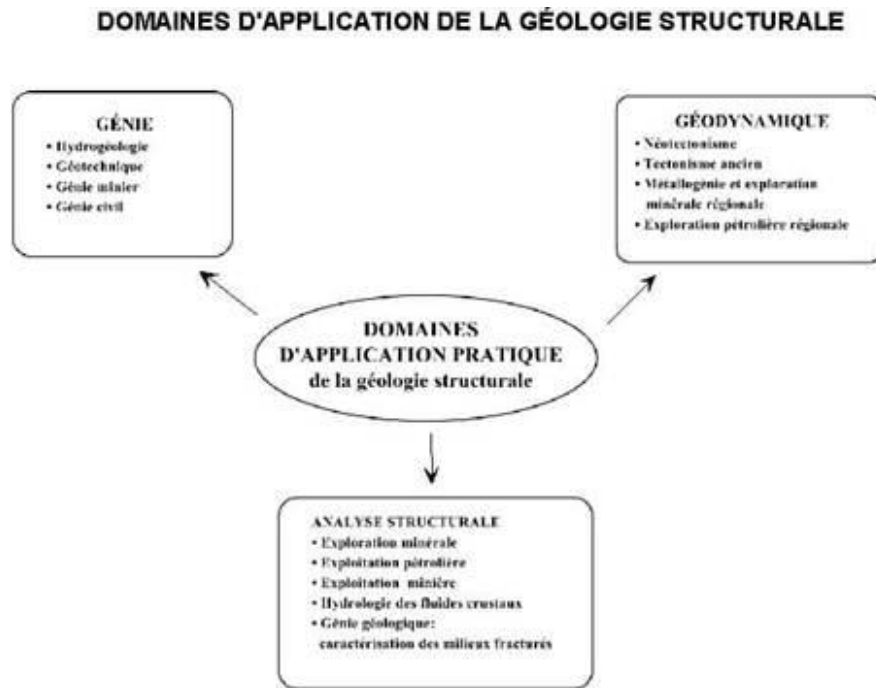 DOMAINES D'APPLICATION DE LA GÉOLOGIE STRUCTURALE
GÉNIE
• Hydrogéologie
• Géotechnique
• Génie minier
• Génie civil
GÉODYNAMIQUE
• Néotectonisme
• Tectonisme ancien
• Métallogénie et exploration
minérale régionale
• Exploration pétrolière régionale
DOMAINES
D'APPLICATION PRATIQUE
de la géologie structurale
ANALYSE STRUCTURALE
• Exploration minérale
• Exploitation pétrolière
• Exploitation minière
• Hydrologie des fluides crustaux
• Génie géologique:
caractérisation des milieux fracturés